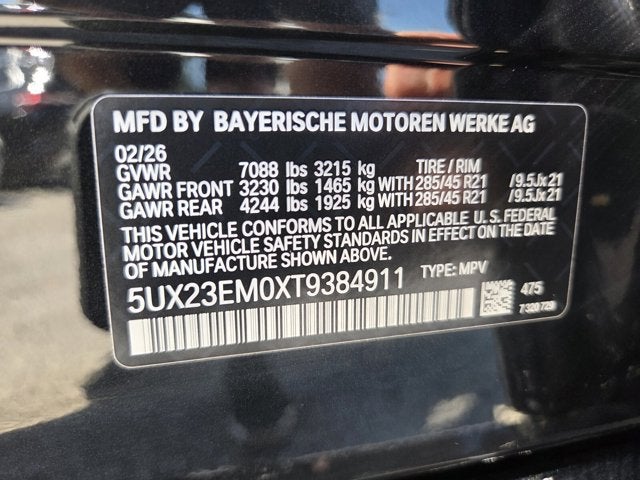 MFD BY BAYERISCHE MOTOREN WERKE AG
02/26
GVWR 7088 lbs 3215 kg TIRE / RIM
GAWR FRONT 3230 lbs 1465 kg WITH 285/45 R21 /9.5Jx21
GAWR REAR 4244 lbs 1925 kg WITH 285/45 R21 /9.5Jx21
THIS VEHICLE CONFORMS TO ALL APPLICABLE U.S. FEDERAL
MOTOR VEHICLE SAFETY STANDARDS IN EFFECT ON THE DATE
OF MANUFACTURE SHOWN ABOVE.
5UX23EM0XT9384911 TYPE: MPV 475
7320729